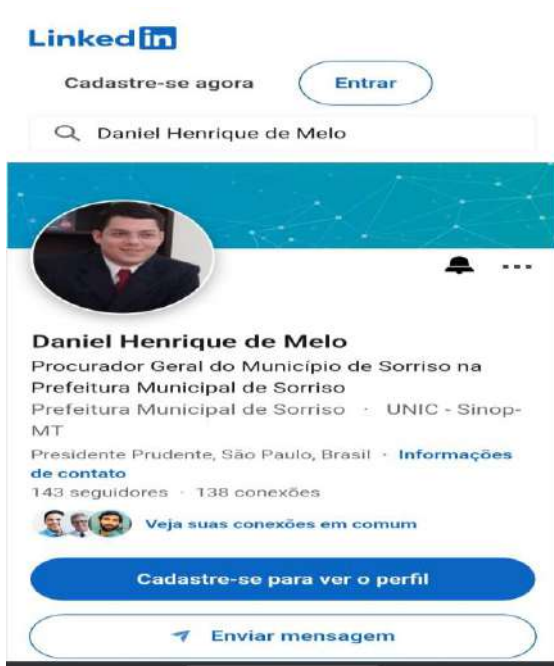 Linked in
Cadastre-se agora
Entrar
Daniel Henrique de Melo
Daniel Henrique de Melo
Procurador Geral do Município de Sorriso na
Prefeitura Municipal de Sorriso
Prefeitura Municipal de Sorriso · UNIC - Sinop-
MT
Presidente Prudente, São Paulo, Brasil · Informações
de contato
143 seguidores · 138 conexões
Veja suas conexões em comum
Cadastre-se para ver o perfil
Enviar mensagem